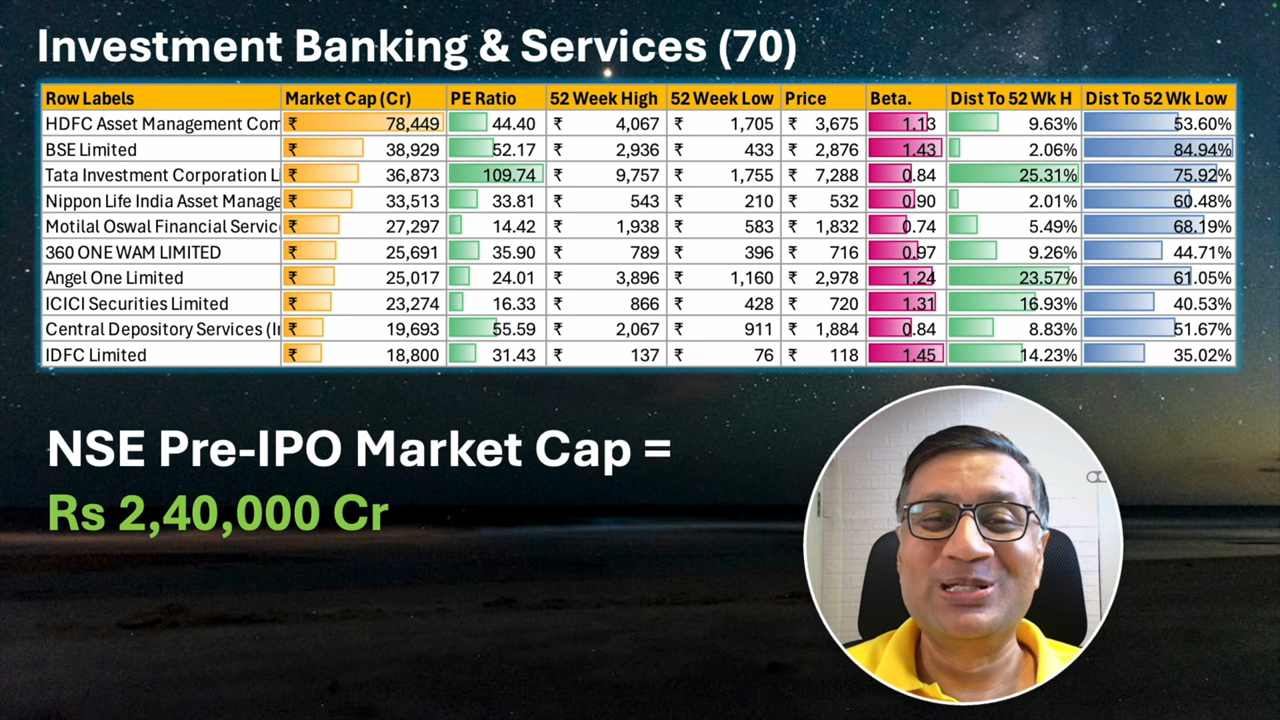 Investment Banking & Services (70)
Row Labels Market Cap (Cr) PE Ratio 52 Week High 52 Week Low Price Beta. Dist To 52 Wk H Dist To 52 Wk Low
HDFC Asset Management Com ₹ 78,449 44.40 ₹ 4,067 ₹ 1,705 ₹ 3,675 1.13 9.63% 53.60%
BSE Limited ₹ 38,929 52.17 ₹ 2,936 ₹ 433 ₹ 2,876 1.43 2.06% 84.94%
Tata Investment Corporation Li ₹ 36,873 109.74 ₹ 9,757 ₹ 1,755 ₹ 7,288 0.84 25.31% 75.92%
Nippon Life India Asset Manage ₹ 33,513 33.81 ₹ 543 ₹ 210 ₹ 532 0.90 2.01% 60.48%
Motilal Oswal Financial Servic ₹ 27,297 14.42 ₹ 1,938 ₹ 583 ₹ 1,832 0.74 5.49% 68.19%
360 ONE WAM LIMITED ₹ 25,691 35.90 ₹ 789 ₹ 396 ₹ 716 0.97 9.26% 44.71%
Angel One Limited ₹ 25,017 24.01 ₹ 3,896 ₹ 1,160 ₹ 2,978 1.24 23.57% 61.05%
ICICI Securities Limited ₹ 23,274 16.33 ₹ 866 ₹ 428 ₹ 720 1.31 16.93% 40.53%
Central Depository Services (In ₹ 19,693 55.59 ₹ 2,067 ₹ 911 ₹ 1,884 0.84 8.83% 51.67%
IDFC Limited ₹ 18,800 31.43 ₹ 137 ₹ 76 ₹ 118 1.45 14.23% 35.02%
NSE Pre-IPO Market Cap =
Rs 2,40,000 Cr